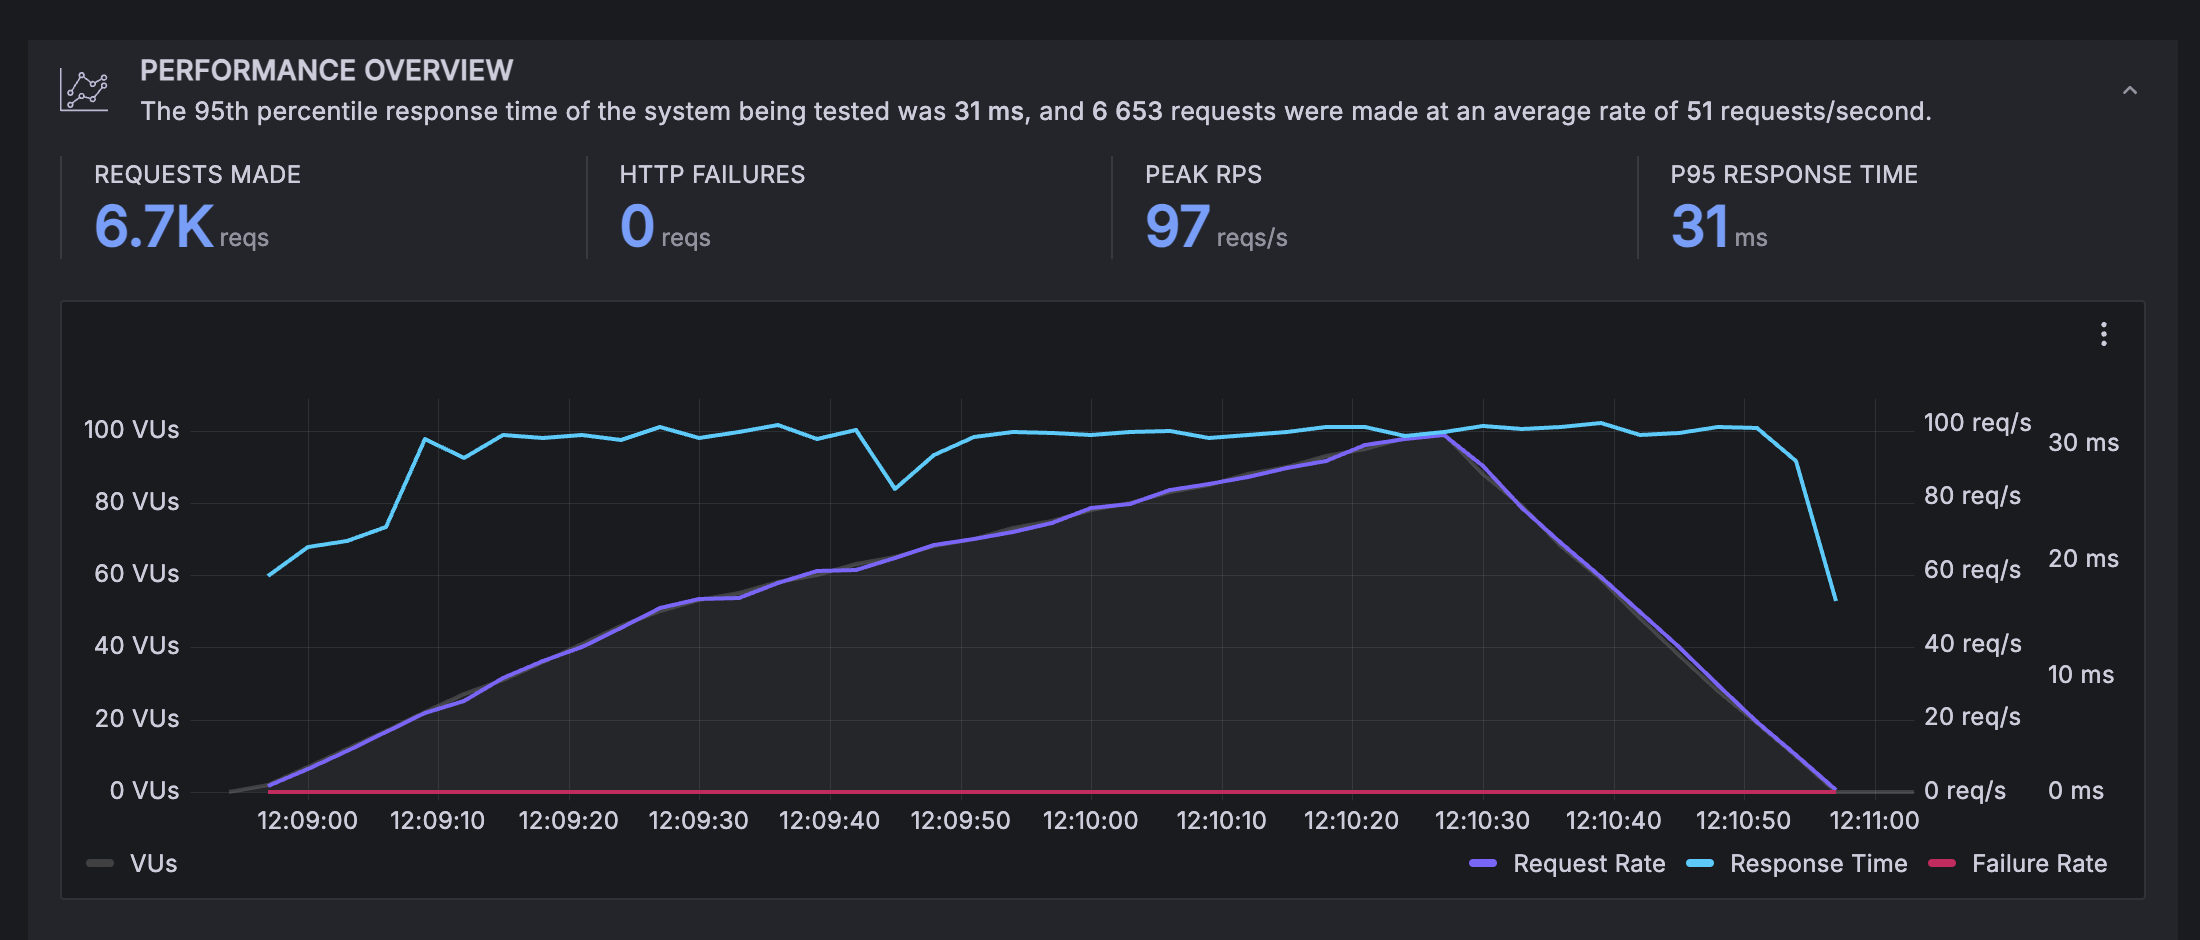 PERFORMANCE OVERVIEW
The 95th percentile response time of the system being tested was 31 ms, and 6 653 requests were made at an average rate of 51 requests/second.
REQUESTS MADE
6.7K reqs
HTTP FAILURES
0 reqs
PEAK RPS
97 reqs/s
P95 RESPONSE TIME
31 ms
100 VUs
80 VUs
60 VUs
40 VUs
20 VUs
0 VUs
100 req/s
80 req/s
60 req/s
40 req/s
20 req/s
0 req/s
30 ms
20 ms
10 ms
0 ms
12:09:00 12:09:10 12:09:20 12:09:30 12:09:40 12:09:50 12:10:00 12:10:10 12:10:20 12:10:30 12:10:40 12:10:50 12:11:00
VUs
Request Rate Response Time Failure Rate